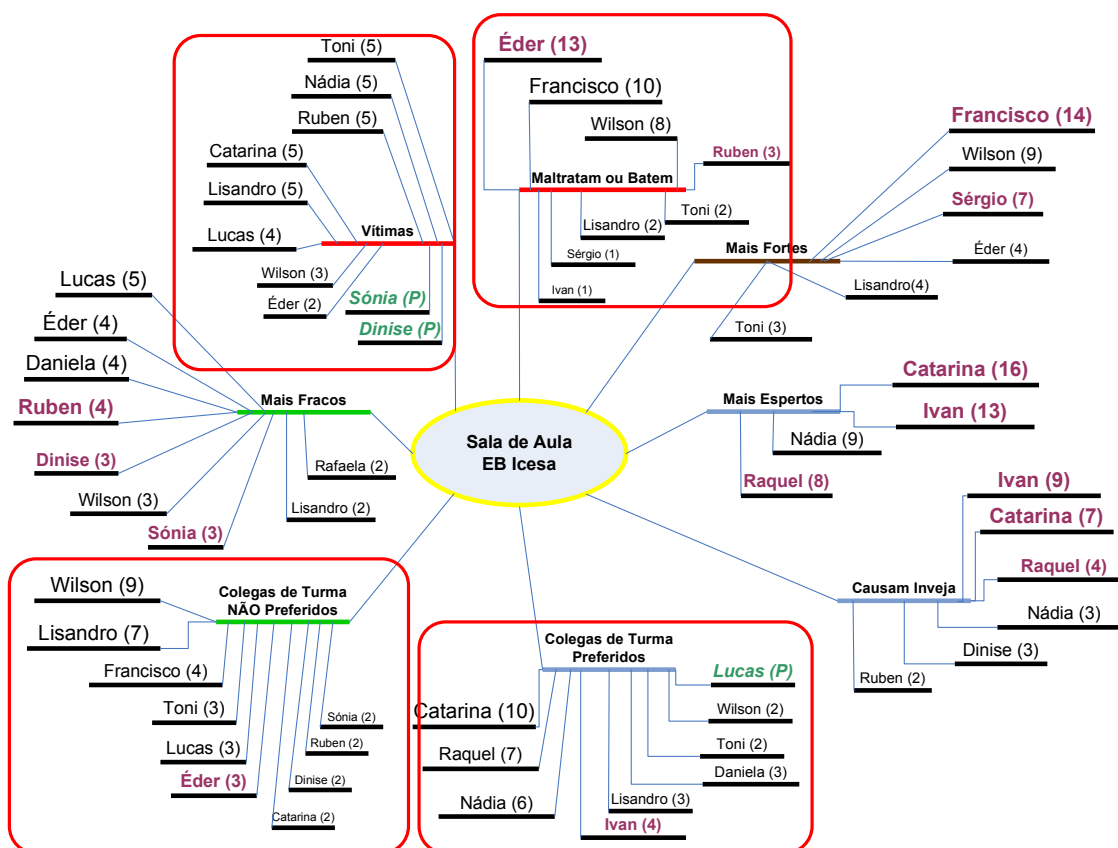 Toni (5)
Nádia (5)
Ruben (5)
Catarina (5)
Lisandro (5)
Lucas (4)
Vítimas
Wilson (3)
Éder (2)
Sónia (P)
Dinise (P)
Éder (13)
Francisco (10)
Wilson (8)
Ruben (3)
Maltratam ou Batem
Toni (2)
Lisandro (2)
Sérgio (1)
Ivan (1)
Francisco (14)
Wilson (9)
Sérgio (7)
Mais Fortes
Éder (4)
Lisandro(4)
Toni (3)
Lucas (5)
Éder (4)
Daniela (4)
Ruben (4)
Mais Fracos
Dinise (3)
Rafaela (2)
Wilson (3)
Lisandro (2)
Sónia (3)
Sala de Aula
EB Icesa
Catarina (16)
Mais Espertos
Ivan (13)
Nádia (9)
Raquel (8)
Ivan (9)
Catarina (7)
Raquel (4)
Causam Inveja
Nádia (3)
Dinise (3)
Ruben (2)
Wilson (9)
Colegas de Turma
NÃO Preferidos
Lisandro (7)
Francisco (4)
Toni (3)
Lucas (3)
Éder (3)
Sónia (2)
Ruben (2)
Dinise (2)
Catarina (2)
Colegas de Turma
Preferidos
Lucas (P)
Catarina (10)
Wilson (2)
Raquel (7)
Toni (2)
Daniela (3)
Nádia (6)
Lisandro (3)
Ivan (4)